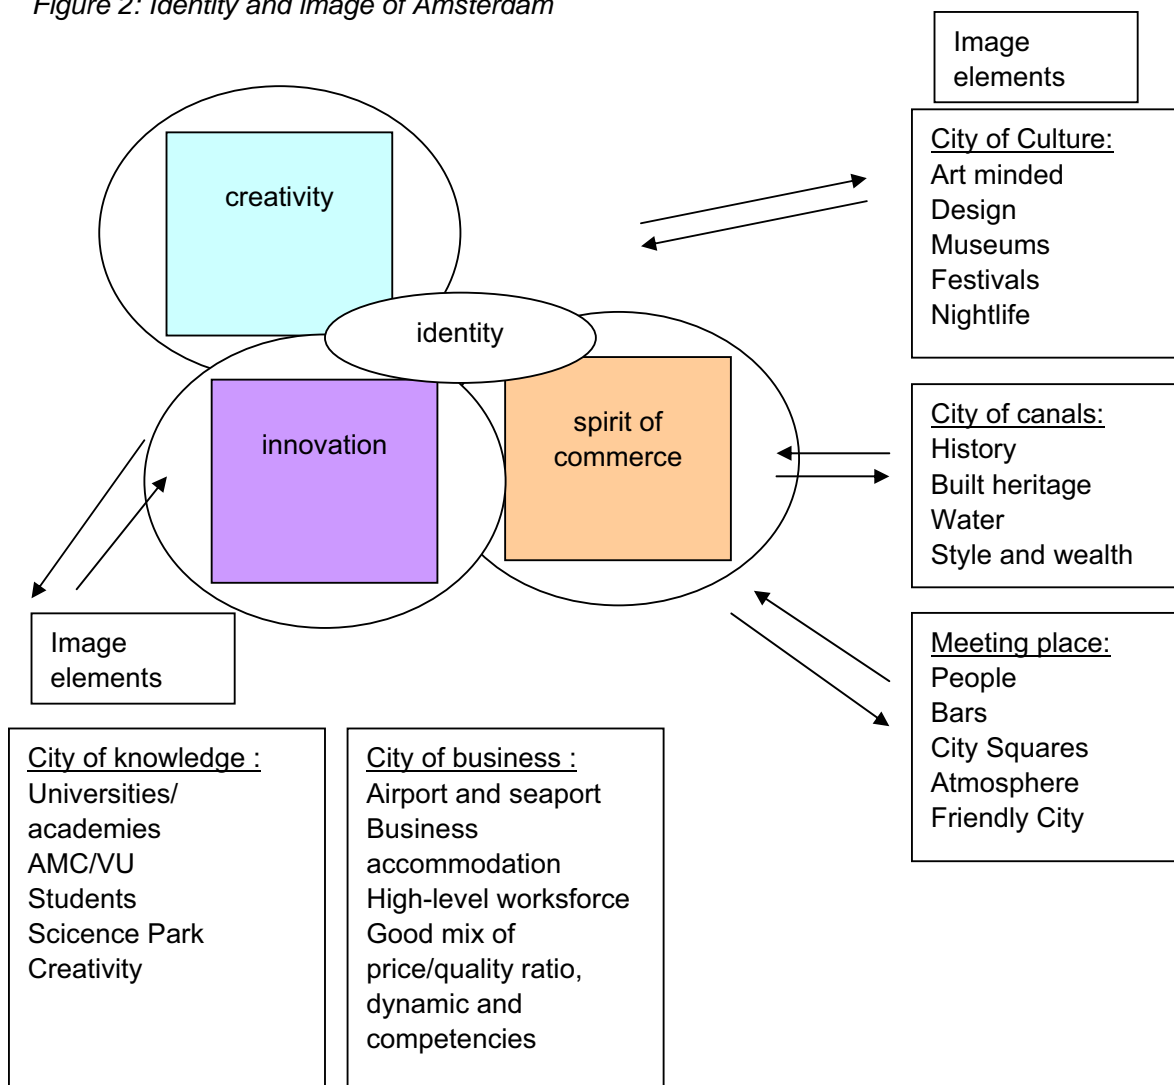 Figure 2: Identity and image of Amsterdam
Image
elements
City of Culture:
Art minded
Design
Museums
Festivals
Nightlife
creativity
identity
innovation
spirit of
commerce
City of canals:
History
Built heritage
Water
Style and wealth
Meeting place:
People
Bars
City Squares
Atmosphere
Friendly City
Image
elements
City of knowledge :
Universities/
academies
AMC/VU
Students
Scicence Park
Creativity
City of business :
Airport and seaport
Business
accommodation
High-level worksforce
Good mix of
price/quality ratio,
dynamic and
competencies